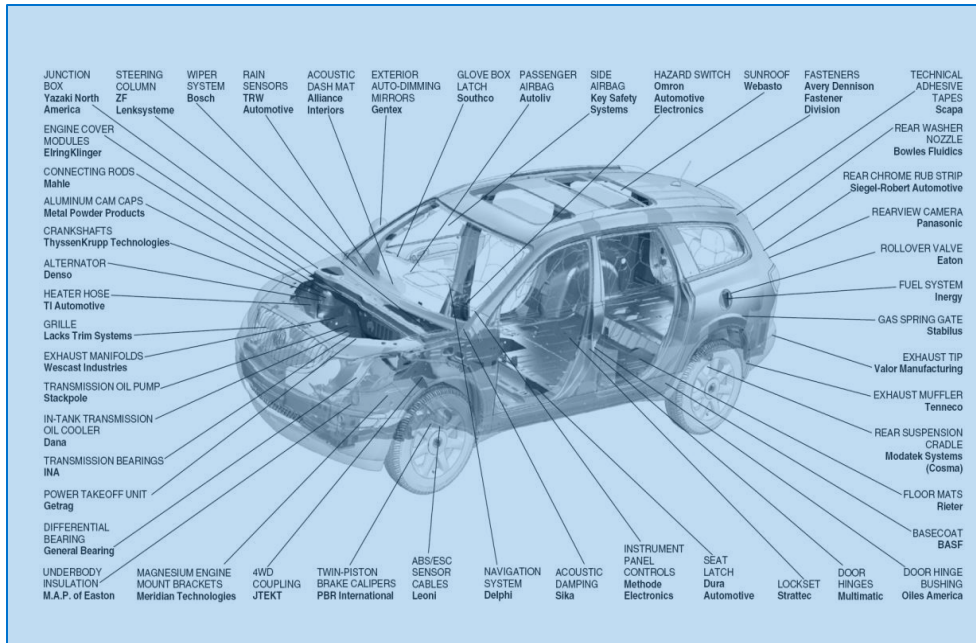 JUNCTION
BOX
Yazaki North
America
STEERING
COLUMN
ZF
Lenksysteme
WIPER
SYSTEM
Bosch
RAIN
SENSORS
TRW
Automotive
ACOUSTIC
DASH MAT
Alliance
Interiors
EXTERIOR
AUTO-DIMMING
MIRRORS
Gentex
GLOVE BOX
LATCH
Southco
PASSENGER
AIRBAG
Autoliv
SIDE
AIRBAG
Key Safety
Systems
HAZARD SWITCH
Omron
Automotive
Electronics
SUNROOF
Webasto
FASTENERS
Avery Dennison
Fastener
Division
TECHNICAL
ADHESIVE
TAPES
Scapa
ENGINE COVER
MODULES
ElringKlinger
CONNECTING RODS
Mahle
ALUMINUM CAM CAPS
Metal Powder Products
CRANKSHAFTS
ThyssenKrupp Technologies
ALTERNATOR
Denso
HEATER HOSE
TI Automotive
GRILLE
Lacks Trim Systems
EXHAUST MANIFOLDS
Wescast Industries
TRANSMISSION OIL PUMP
Stackpole
IN-TANK TRANSMISSION
OIL COOLER
Dana
TRANSMISSION BEARINGS
INA
POWER TAKEOFF UNIT
Getrag
DIFFERENTIAL
BEARING
General Bearing
UNDERBODY
INSULATION
M.A.P. of Easton
REAR WASHER
NOZZLE
Bowles Fluidics
REAR CHROME RUB STRIP
Siegel-Robert Automotive
REARVIEW CAMERA
Panasonic
ROLLOVER VALVE
Eaton
FUEL SYSTEM
Inergy
GAS SPRING GATE
Stabilus
EXHAUST TIP
Valor Manufacturing
EXHAUST MUFFLER
Tenneco
REAR SUSPENSION
CRADLE
Modatek Systems
(Cosma)
FLOOR MATS
Rieter
BASECOAT
BASF
MAGNESIUM ENGINE
MOUNT BRACKETS
Meridian Technologies
4WD
COUPLING
JTEKT
TWIN-PISTON
BRAKE CALIPERS
PBR International
ABS/ESC
SENSOR
CABLES
Leoni
NAVIGATION
SYSTEM
Delphi
ACOUSTIC
DAMPING
Sika
INSTRUMENT
PANEL
CONTROLS
Methode
Electronics
SEAT
LATCH
Dura
Automotive
LOCKSET
Strattec
DOOR
HINGES
Multimatic
DOOR HINGE
BUSHING
Oiles America